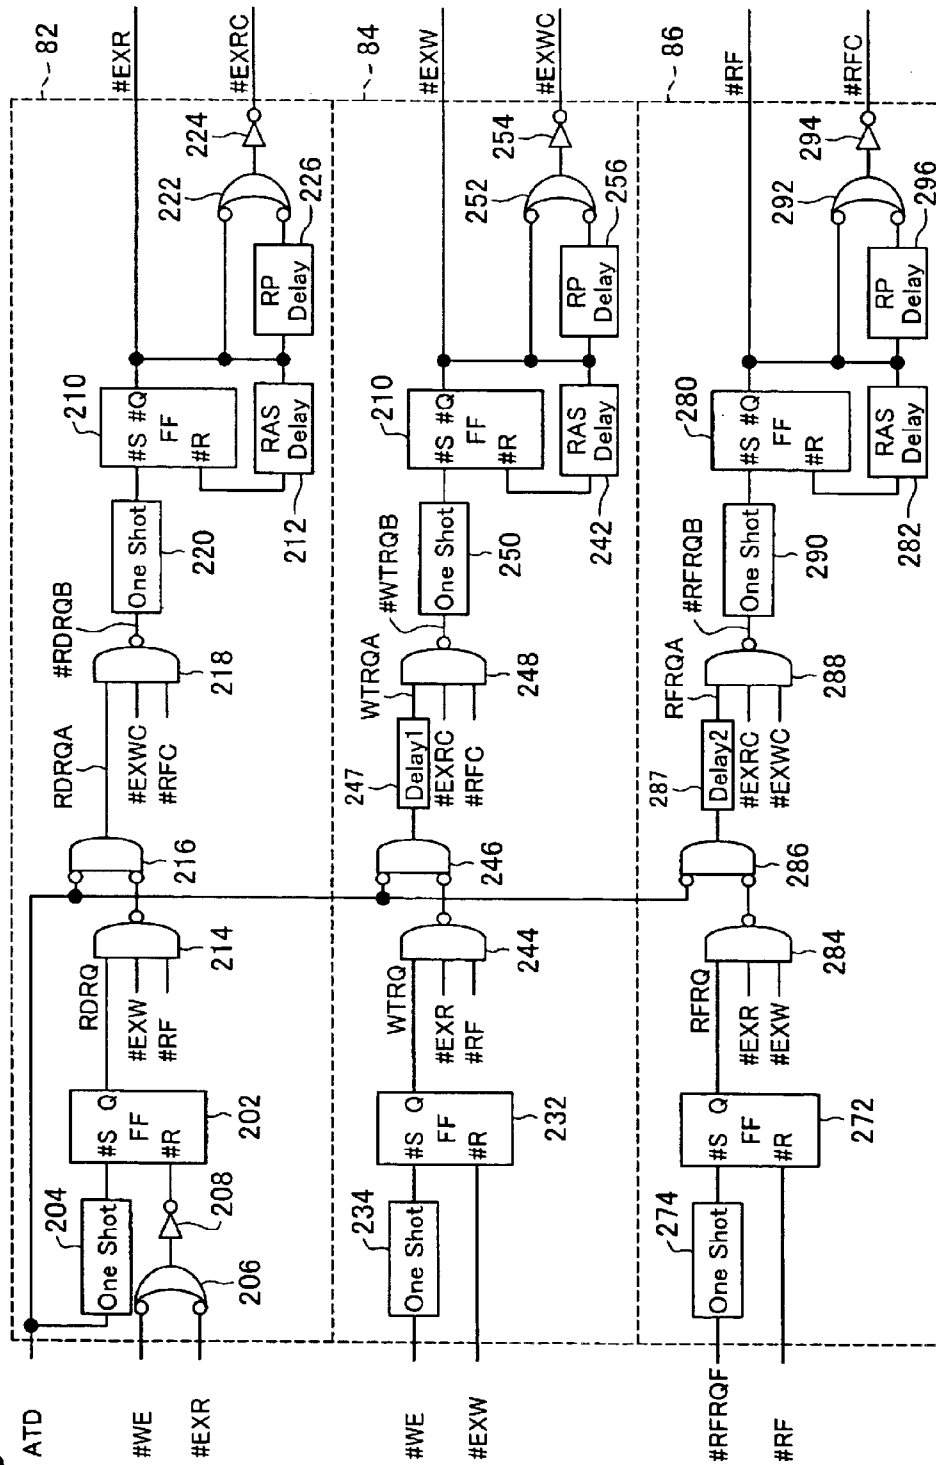 ATD
#WE
#EXR
204
One Shot
206
208
#S
Q
FF
#R
202
RDRQ
#EXW
#RF
214
216
RDRQA
#EXWC
#RFC
218
#RDRQB
One Shot
220
210
#S
#Q
FF
#R
RAS
Delay
212
RP
Delay
226
222
224
82
#EXR
#EXRC
#WE
#EXW
234
One Shot
#S
Q
FF
#R
232
WTRQ
#EXR
#RF
244
246
247
Delay1
WTRQA
#EXRC
#RFC
248
#WTRQB
One Shot
250
210
#S
#Q
FF
#R
RAS
Delay
242
RP
Delay
256
252
254
84
#EXW
#EXWC
#RFRQF
#RF
274
One Shot
#S
Q
FF
#R
272
RFRQ
#EXR
#EXW
284
286
287
Delay2
RFRQA
#EXRC
#EXWC
288
#RFRQB
One Shot
290
280
#S
#Q
FF
#R
RAS
Delay
282
RP
Delay
296
292
294
86
#RF
#RFC